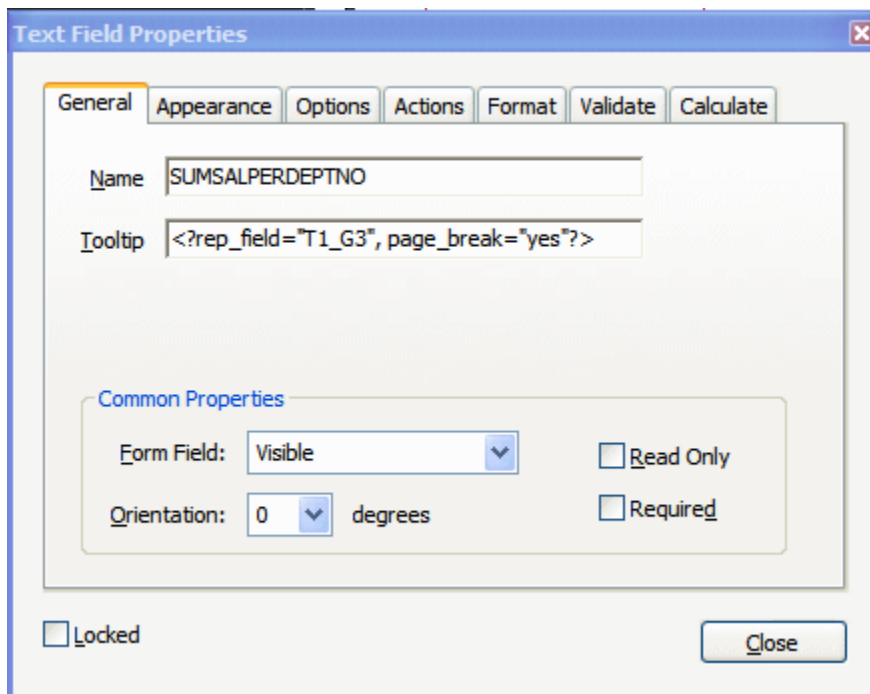 Text Field Properties
General Appearance Options Actions Format Validate Calculate
Name SUMSALPERDEPTNO
Tooltip <?rep_field="T1_G3", page_break="yes"?>
Common Properties
Form Field: Visible Read Only
Orientation: 0 degrees Required
Locked Close